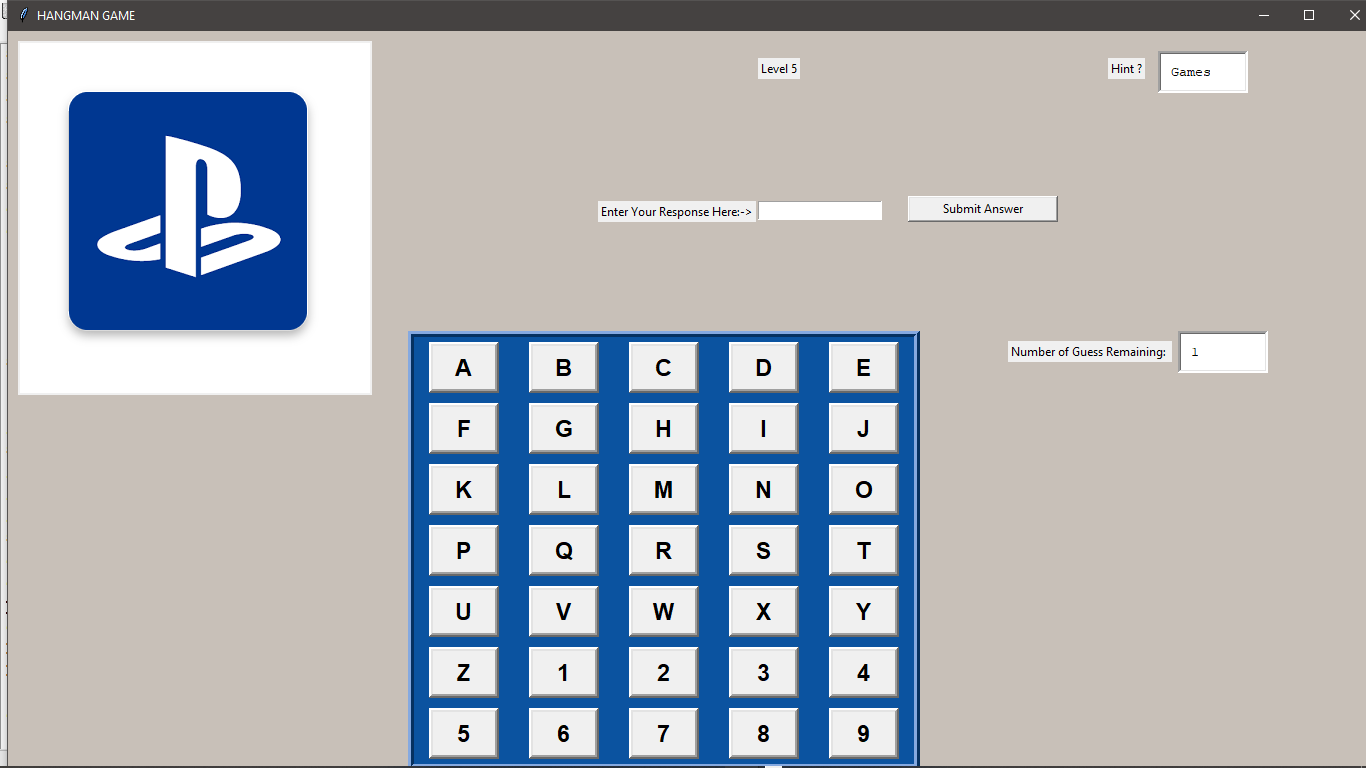 HANGMAN GAME
Level 5
Hint ? Games
Enter Your Response Here:-> Submit Answer
Number of Guess Remaining: 1
A B C D E
F G H I J
K L M N O
P Q R S T
U V W X Y
Z 1 2 3 4
5 6 7 8 9